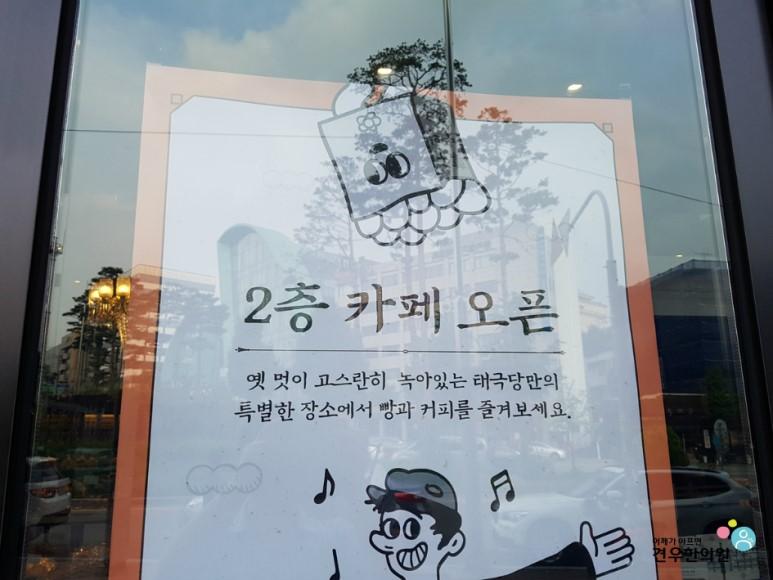 2층 카페 오픈
옛 멋이 고스란히 녹아있는 태극당만의
특별한 장소에서 빵과 커피를 즐겨보세요.
어깨가 아프면
견우한의원